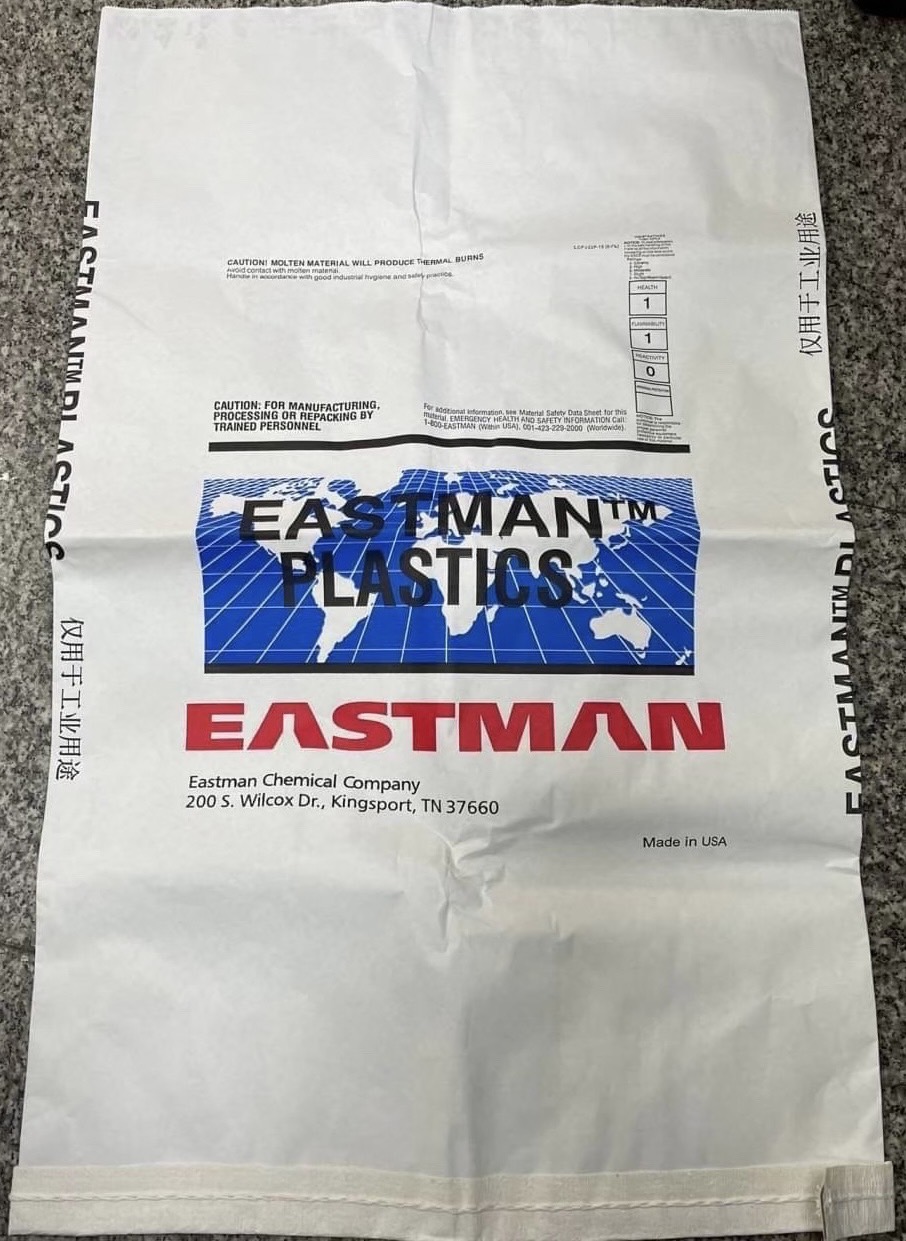 CAUTION! MOLTEN MATERIAL WILL PRODUCE THERMAL BURNS
Avoid contact with molten material.
Handle in accordance with good industrial hygiene and safety practice.
HEALTH
1
FLAMMABILITY
1
REACTIVITY
0
CAUTION: FOR MANUFACTURING,
PROCESSING OR REPACKING BY
TRAINED PERSONNEL
For additional information, see Material Safety Data Sheet for this
material. EMERGENCY HEALTH AND SAFETY INFORMATION Call:
1-800-EASTMAN (Within USA), 001-423-229-2000 (Worldwide).
EASTMAN™
PLASTICS
EASTMAN
Eastman Chemical Company
200 S. Wilcox Dr., Kingsport, TN 37660
Made in USA
EASTMAN™ PLASTICS
仅用于工业用途
仅用于工业用途
EASTMAN™ PLASTICS